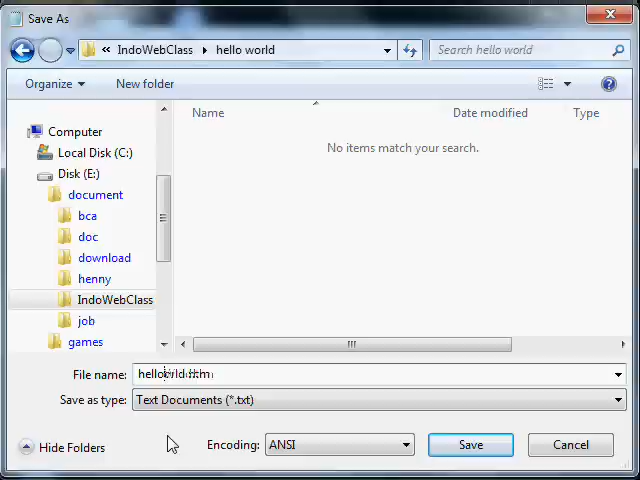 Save As
« IndoWebClass hello world
Search hello world
Organize New folder
Name Date modified Type
No items match your search.
Computer
Local Disk (C:)
Disk (E:)
document
bca
doc
download
henny
IndoWebClass
job
games
File name:
Save as type: Text Documents (*.txt)
Hide Folders Encoding: ANSI Save Cancel